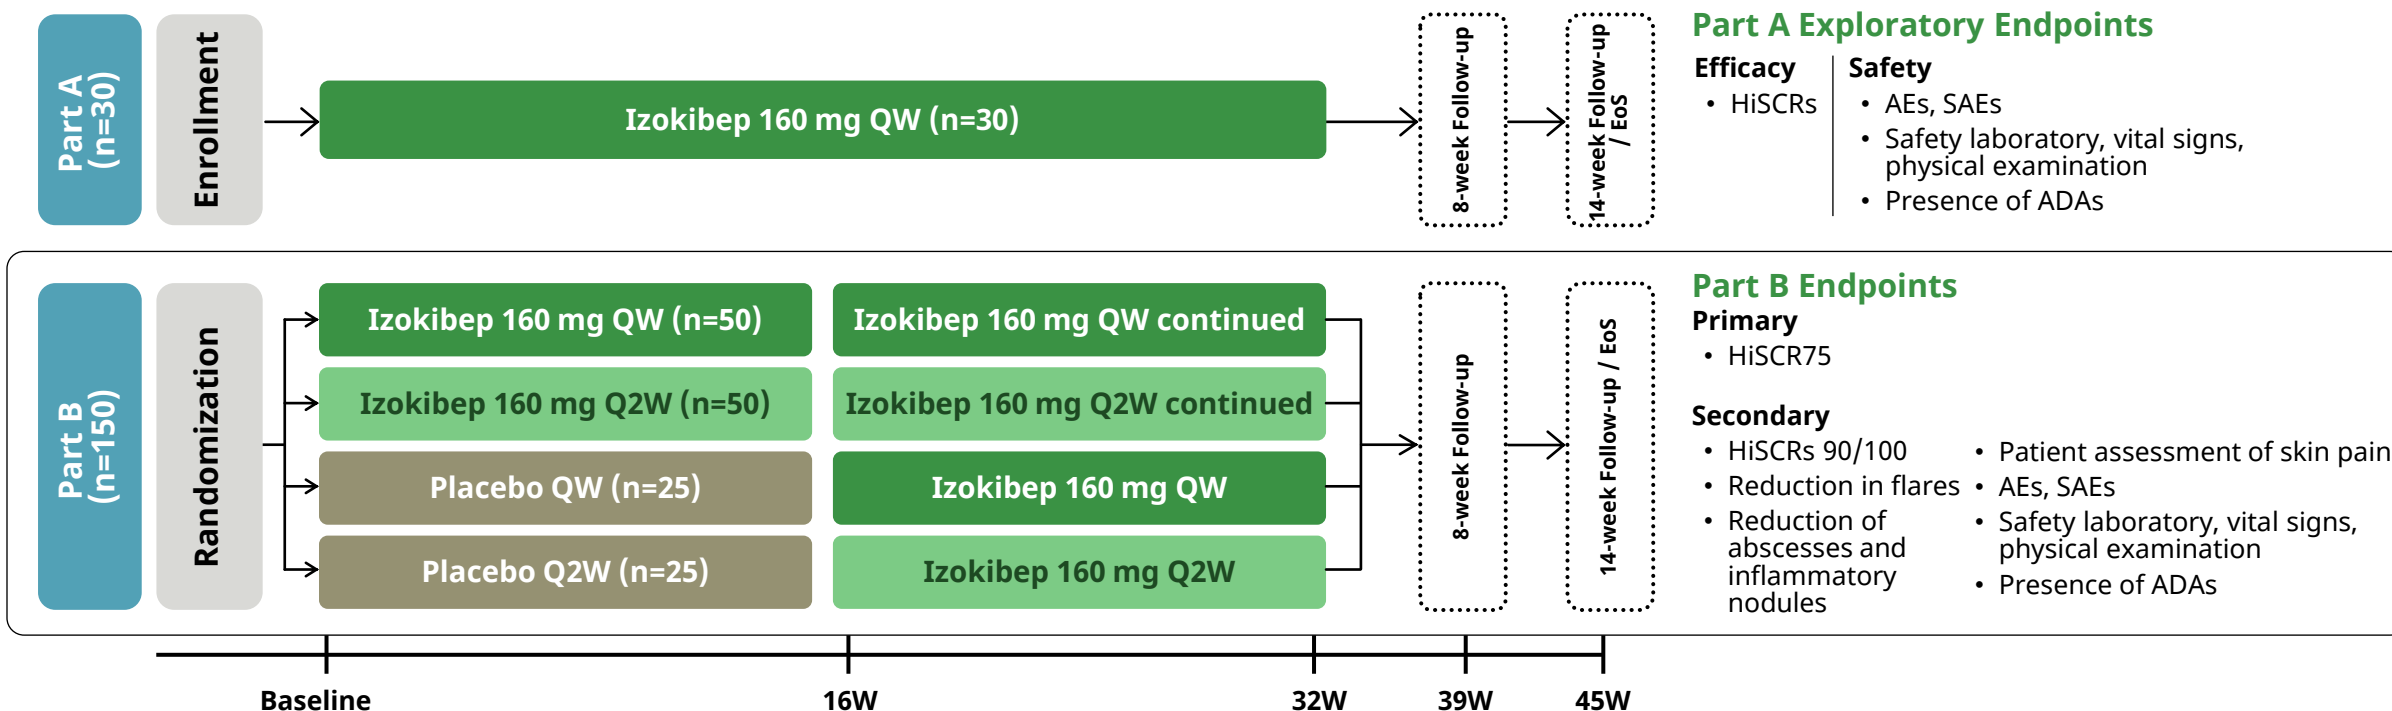 Part A
(n=30)
Enrollment
Izokibep 160 mg QW (n=30)
8-week Follow-up
14-week Follow-up
/ EoS
Part A Exploratory Endpoints
Efficacy
• HiSCRs
Safety
• AEs, SAEs
• Safety laboratory, vital signs,
physical examination
• Presence of ADAs
Part B
(n=150)
Randomization
Izokibep 160 mg QW (n=50)
Izokibep 160 mg QW continued
Izokibep 160 mg Q2W (n=50)
Izokibep 160 mg Q2W continued
Placebo QW (n=25)
Izokibep 160 mg QW
Placebo Q2W (n=25)
Izokibep 160 mg Q2W
8-week Follow-up
14-week Follow-up / EoS
Part B Endpoints
Primary
• HiSCR75
Secondary
• HiSCRs 90/100
• Reduction in flares
• Reduction of
abscesses and
inflammatory
nodules
• Patient assessment of skin pain
• AEs, SAEs
• Safety laboratory, vital signs,
physical examination
• Presence of ADAs
Baseline
16W
32W
39W
45W